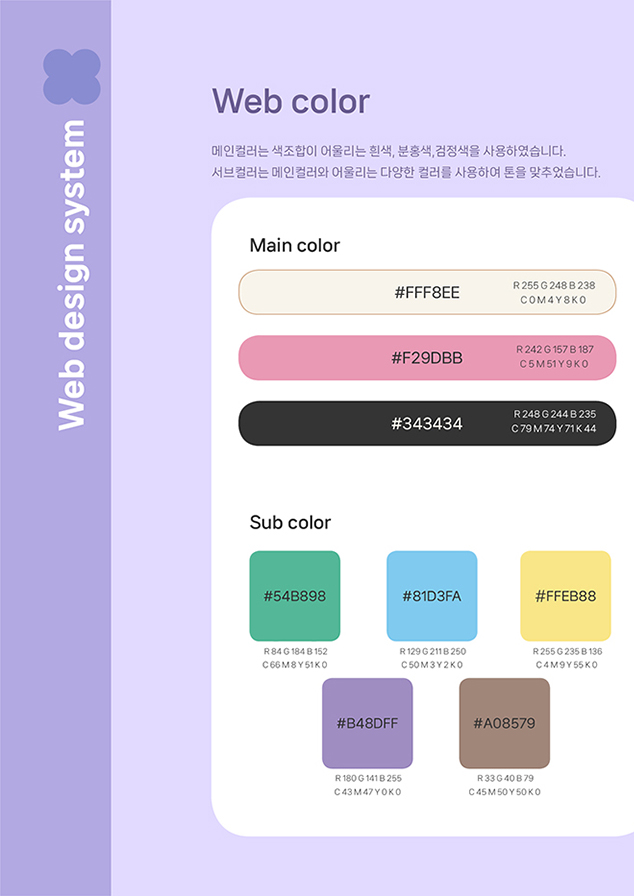 Web design system
Web color
메인컬러는 색조합이 어울리는 흰색, 분홍색,검정색을 사용하였습니다.
서브컬러는 메인컬러와 어울리는 다양한 컬러를 사용하여 톤을 맞추었습니다.
Main color
#FFF8EE
R 255 G 248 B 238
C 0 M 4 Y 8 K 0
#F29DBB
R 242 G 157 B 187
C 5 M 51 Y 9 K 0
#343434
R 248 G 244 B 235
C 79 M 74 Y 71 K 44
Sub color
#54B898
R 84 G 184 B 152
C 66 M 8 Y 51 K 0
#81D3FA
R 129 G 211 B 250
C 50 M 3 Y 2 K 0
#FFEB88
R 255 G 235 B 136
C 4 M 9 Y 55 K 0
#B48DFF
R 180 G 141 B 255
C 43 M 47 Y 0 K 0
#A08579
R 33 G 40 B 79
C 45 M 50 Y 50 K 0